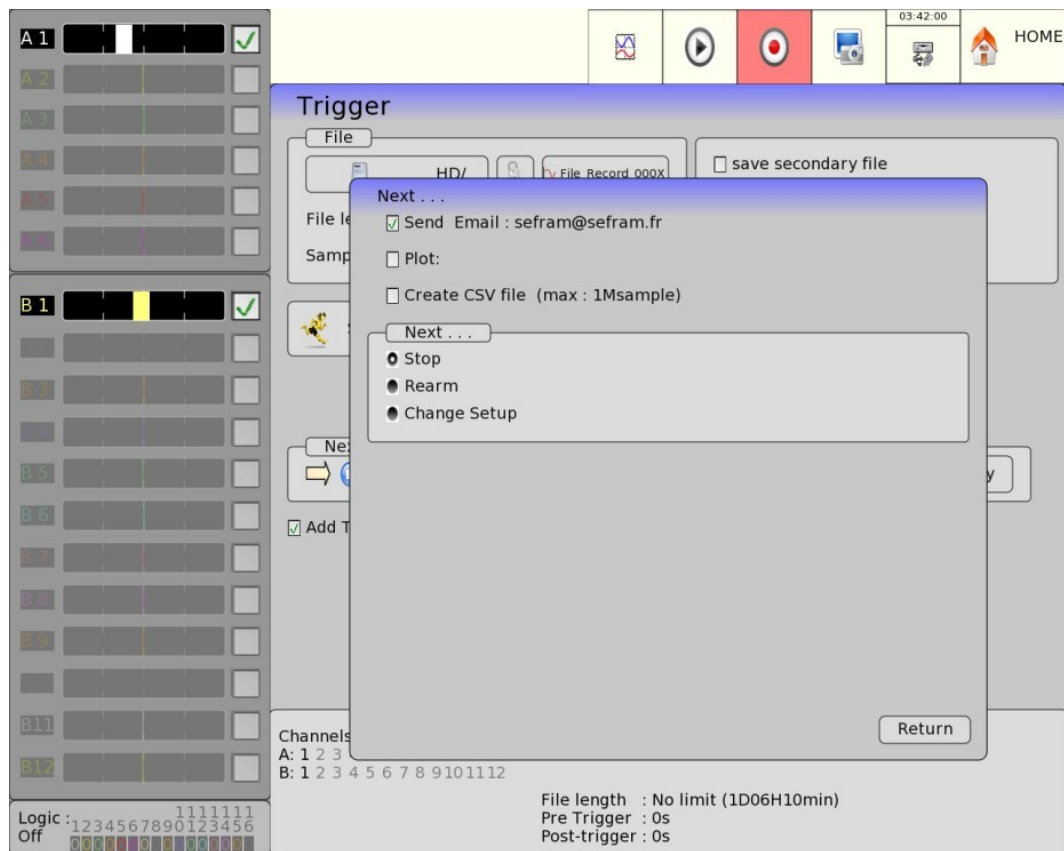 A 1
A 2
A 3
A 4
A 5
A 6
B 1
B 3
B 5
B 6
B 7
B 8
B 9
B11
B12
Logic :
Off
1111111
1234567890123456
03:42:00
HOME
Trigger
File
HD/
File Record 000X
save secondary file
File le
Samp
S
Nex
y
Add T
Next . . .
Send Email : sefram@sefram.fr
Plot:
Create CSV file (max : 1Msample)
Next . . .
Stop
Rearm
Change Setup
Return
Channels
A: 1 2 3
B: 1 2 3 4 5 6 7 8 9 10 11 12
File length : No limit (1D06H10min)
Pre Trigger : 0s
Post-trigger : 0s